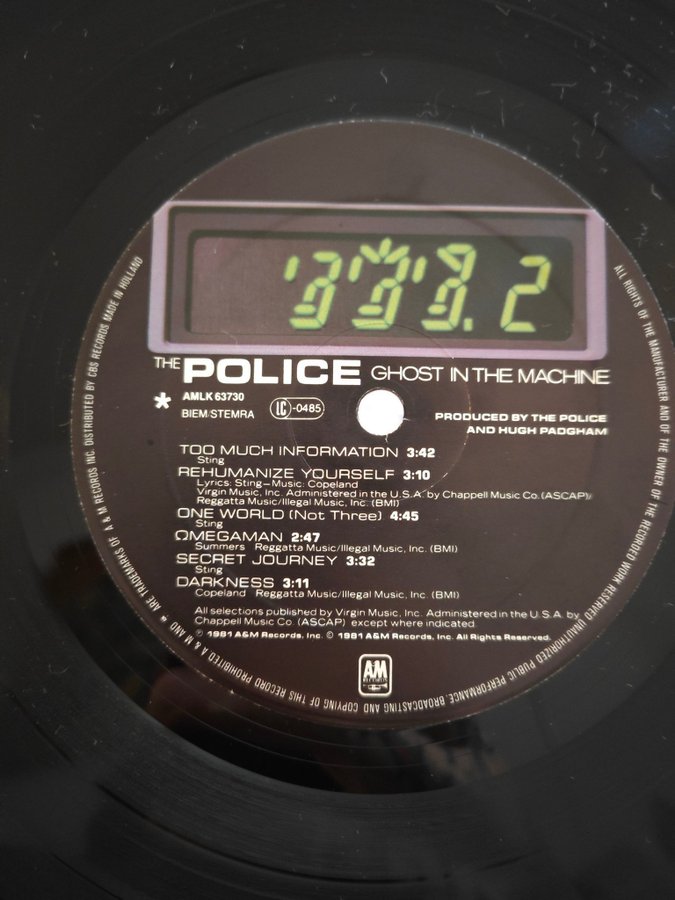 2
THE POLICE GHOST IN THE MACHINE
* AMLK 63730
BIEM/STEMRA LC-0485
PRODUCED BY THE POLICE
AND HUGH PADGHAM
TOO MUCH INFORMATION 3:42
Sting
REHUMANIZE YOURSELF 3:10
Lyrics: Sting–Music: Copeland
Virgin Music, Inc. Administered in the U.S.A. by Chappell Music Co. (ASCAP)/
Reggatta Music/Illegal Music, Inc. (BMI)
ONE WORLD (Not Three) 4:45
Sting
ΩMEGAMAN 2:47
Summers Reggatta Music/Illegal Music, Inc. (BMI)
SECRET JOURNEY 3:32
Sting
DARKNESS 3:11
Copeland Reggatta Music/Illegal Music, Inc. (BMI)
All selections published by Virgin Music, Inc. Administered in the U.S.A. by
Chappell Music Co. (ASCAP) except where indicated.
℗ 1981 A&M Records, Inc. © 1981 A&M Records, Inc. All Rights Reserved.
A&M
RECORDS
ALL RIGHTS OF THE MANUFACTURER AND OF THE OWNER OF THE RECORDED WORK RESERVED UNAUTHORIZED PUBLIC PERFORMANCE, BROADCASTING AND COPYING OF THIS RECORD PROHIBITED. A & M AND ARE TRADEMARKS OF A & M RECORDS INC. DISTRIBUTED BY CBS RECORDS MADE IN HOLLAND